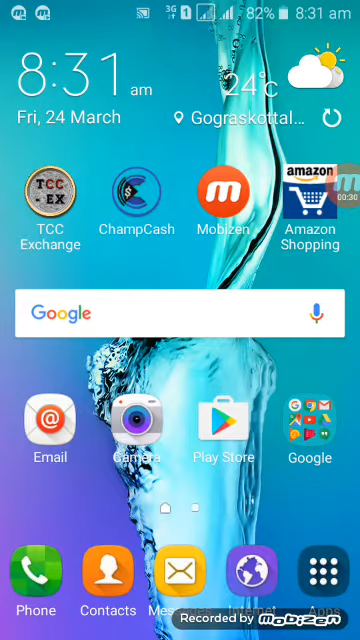 3G 1 82% 8:31 am
8:31 am
24°c
Fri, 24 March
Gograskottal...
TCC
- EX
amazon
00:30
TCC
Exchange
ChampCash
Mobizen
Amazon
Shopping
Google
Email
Camera
Play Store
Google
Phone
Contacts
Messages
Internet
Apps
Recorded by mobizen